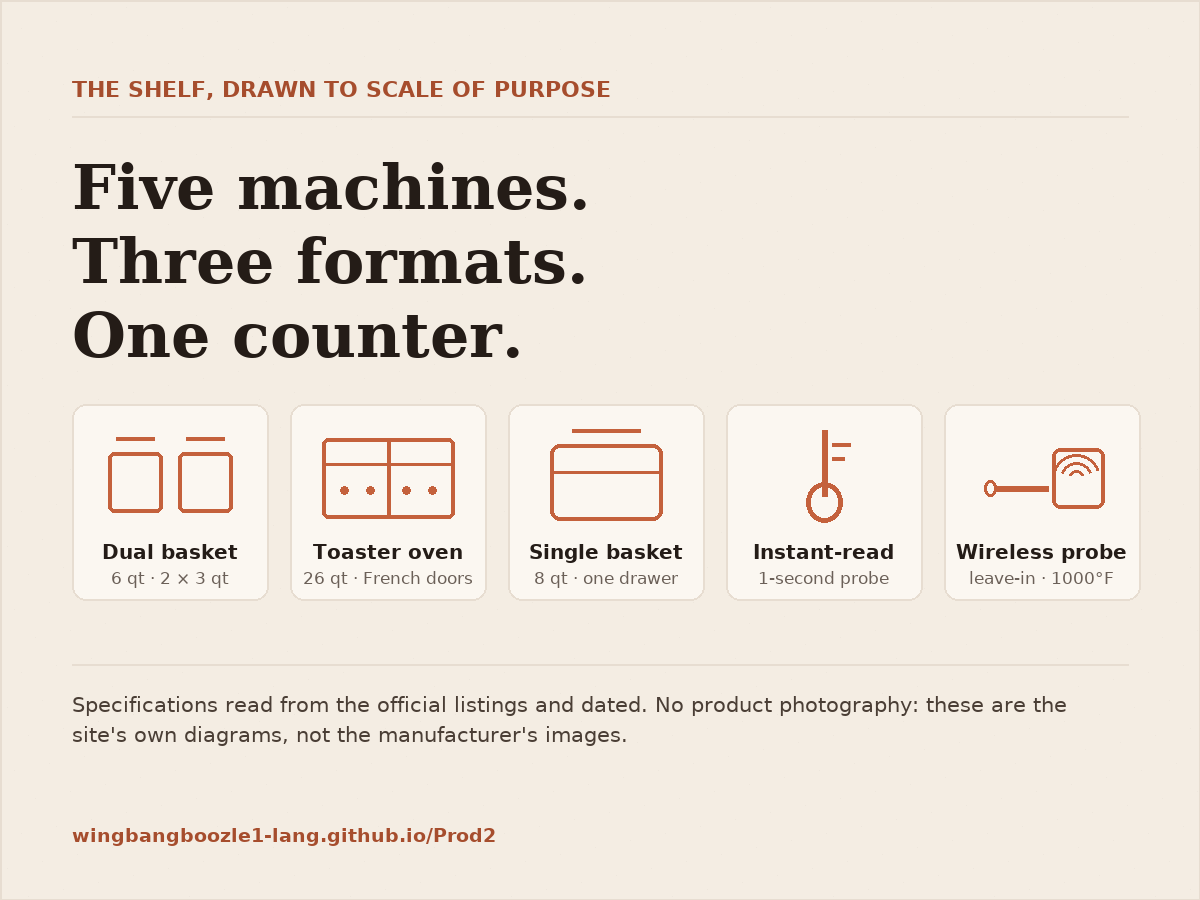 THE SHELF, DRAWN TO SCALE OF PURPOSE
Five machines.
Three formats.
One counter.
Dual basket
6 qt · 2 × 3 qt
Toaster oven
26 qt · French doors
Single basket
8 qt · one drawer
Instant-read
1-second probe
Wireless probe
leave-in · 1000°F
Specifications read from the official listings and dated. No product photography: these are the
site's own diagrams, not the manufacturer's images.
wingbangboozle1-lang.github.io/Prod2